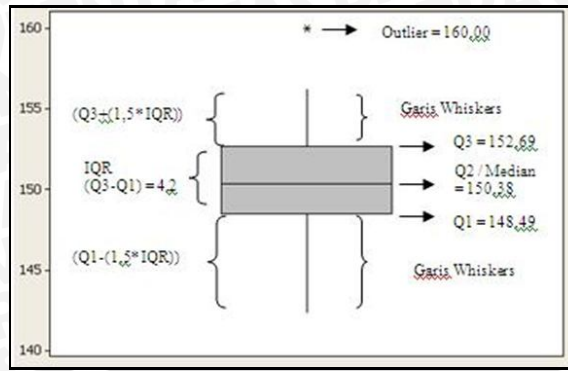 160
* Outlier = 160,00
155
(Q3+(1,5*IQR))
Garis Whiskers
Q3 = 152,69
IQR
(Q3-Q1) = 4,2
150
Q2 / Median
= 150,38
Q1 = 148,49
145
(Q1-(1,5*IQR))
Garis Whiskers
140